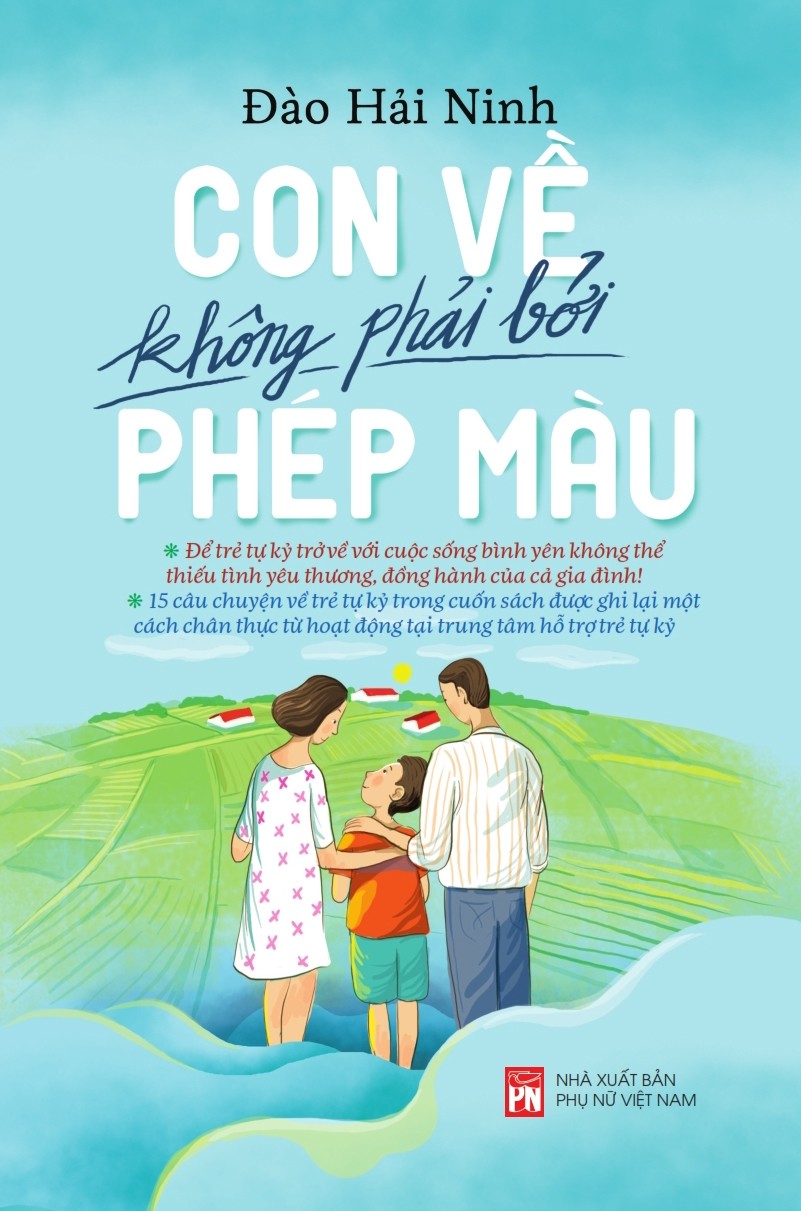 Đào Hải Ninh
CON VỀ
không phải bởi
PHÉP MÀU
❋ Để trẻ tự kỷ trở về với cuộc sống bình yên không thể
thiếu tình yêu thương, đồng hành của cả gia đình!
❋ 15 câu chuyện về trẻ tự kỷ trong cuốn sách được ghi lại một
cách chân thực từ hoạt động tại trung tâm hỗ trợ trẻ tự kỷ
PN
NHÀ XUẤT BẢN
PHỤ NỮ VIỆT NAM